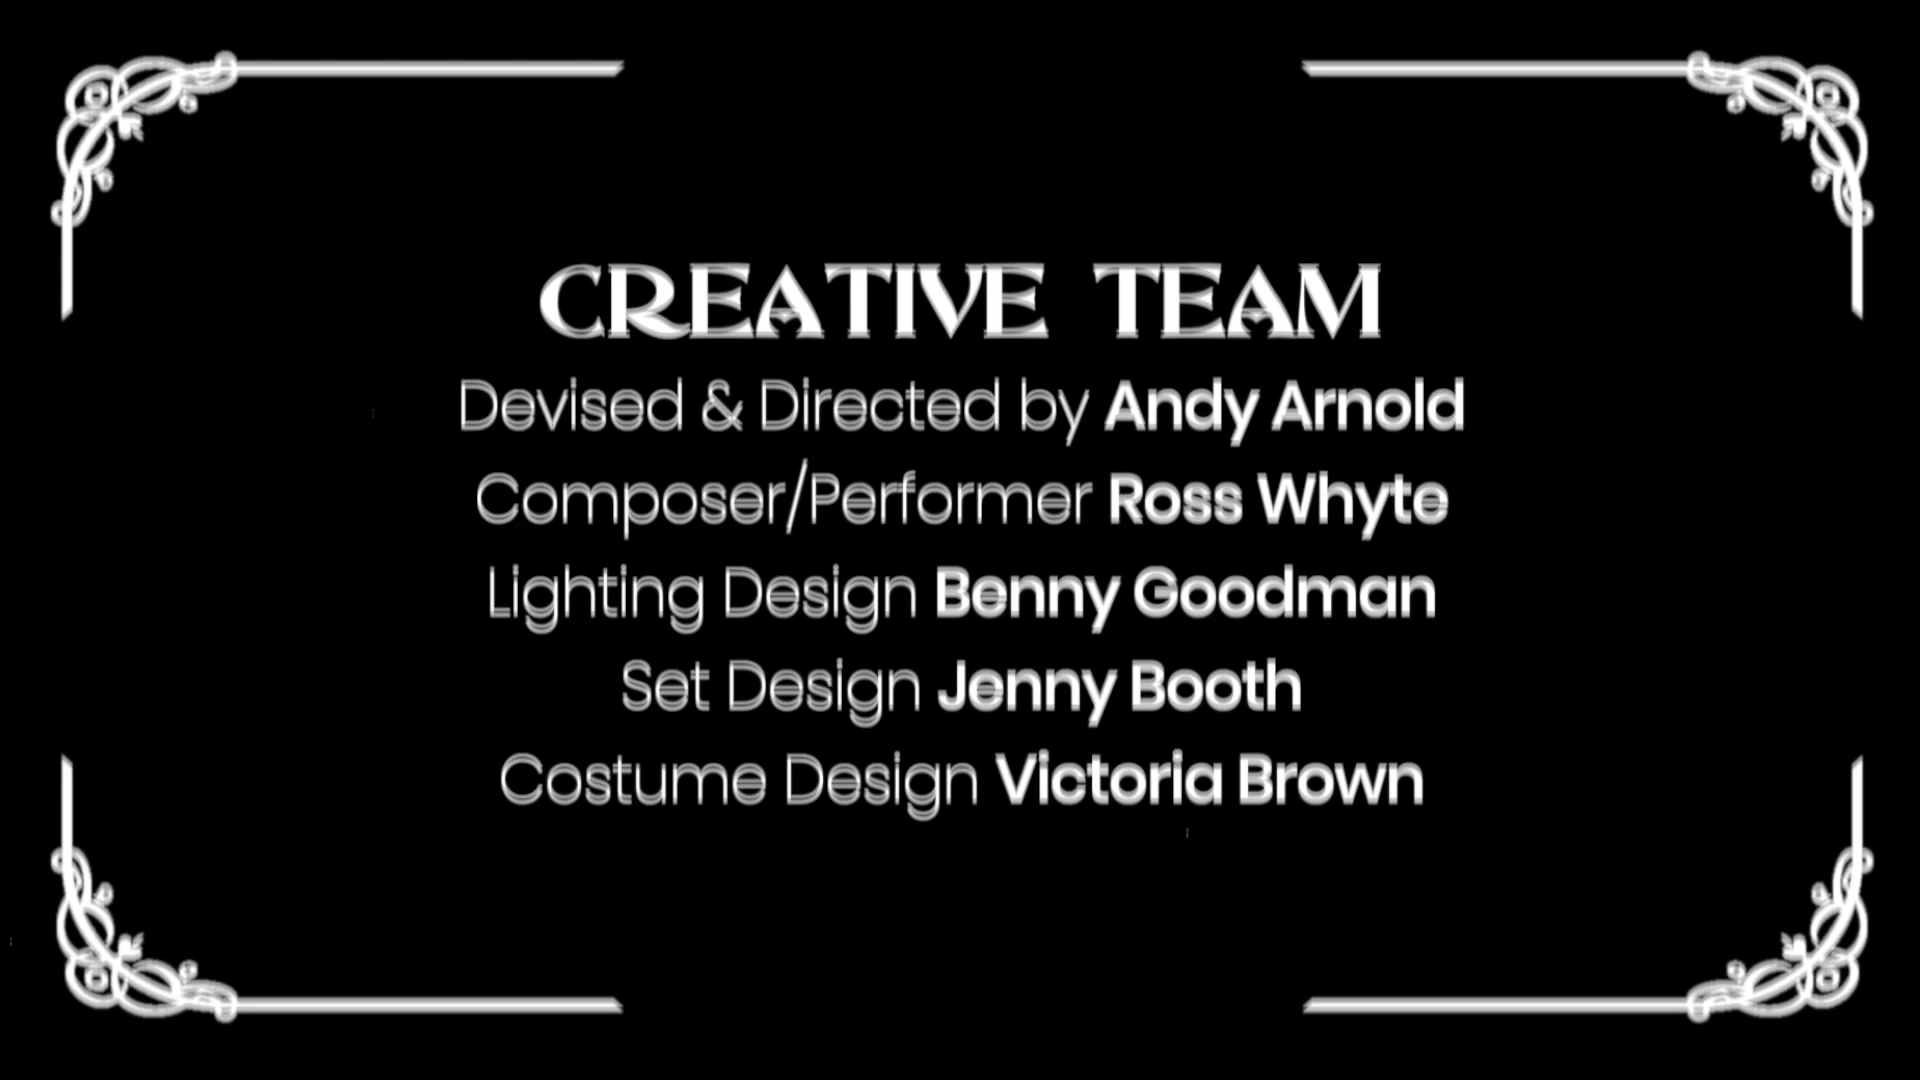 CREATIVE TEAM
Devised & Directed by Andy Arnold
Composer/Performer Ross Whyte
Lighting Design Benny Goodman
Set Design Jenny Booth
Costume Design Victoria Brown